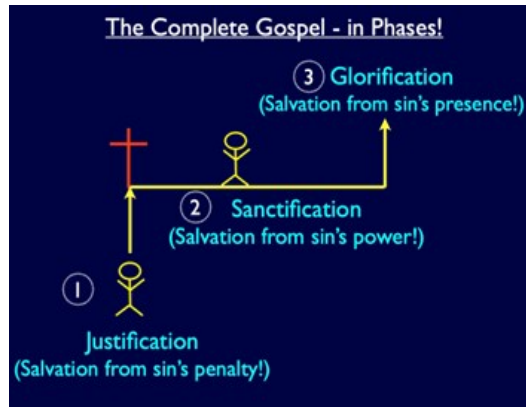 The Complete Gospel - in Phases!
3 Glorification
(Salvation from sin's presence!)
2 Sanctification
(Salvation from sin's power!)
1
Justification
(Salvation from sin's penalty!)